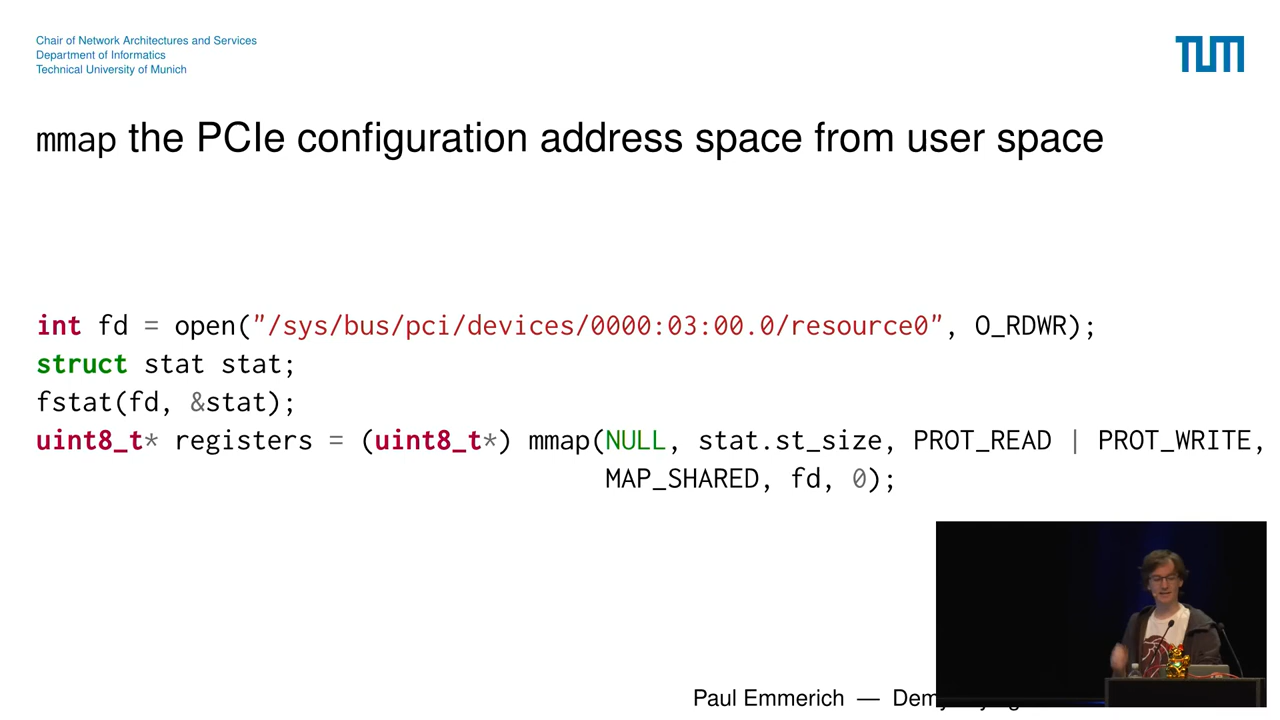 Chair of Network Architectures and Services
Department of Informatics
Technical University of Munich
TUM
mmap the PCIe configuration address space from user space
int fd = open("/sys/bus/pci/devices/0000:03:00.0/resource0", O_RDWR);
struct stat stat;
fstat(fd, &stat);
uint8_t* registers = (uint8_t*) mmap(NULL, stat.st_size, PROT_READ | PROT_WRITE,
MAP_SHARED, fd, 0);
Paul Emmerich —